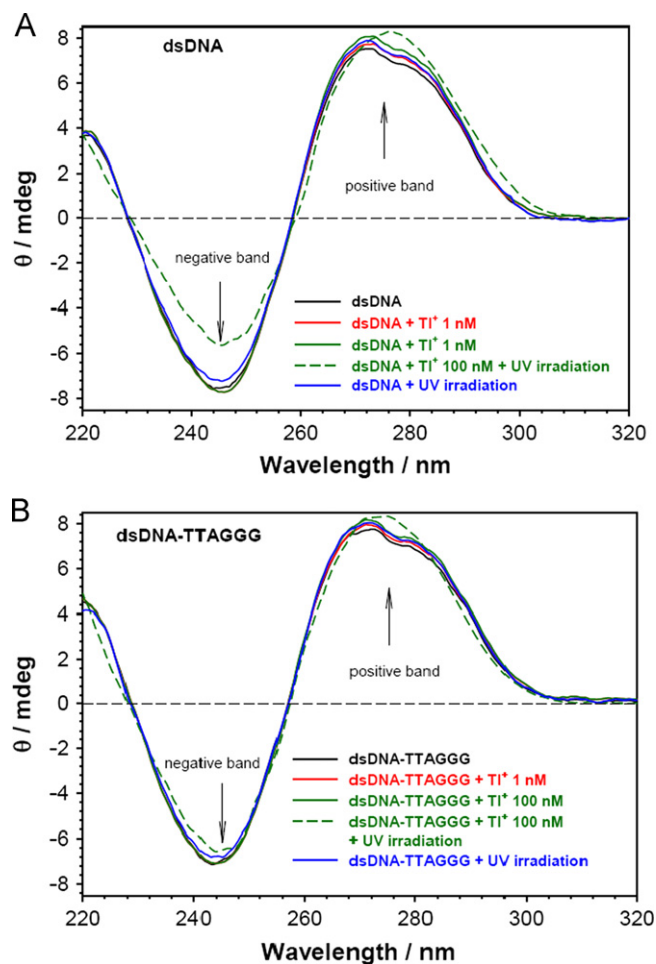 A
dsDNA
8
4
0
-2
-4
-6
-8
θ / mdeg
positive band
negative band
dsDNA
dsDNA + Tl⁺ 1 nM
dsDNA + Tl⁺ 1 nM
dsDNA + Tl⁺ 100 nM + UV irradiation
dsDNA + UV irradiation
220 240 260 280 300 320
Wavelength / nm
B
dsDNA-TTAGGG
8
6
4
2
0
-2
-4
-6
-8
θ / mdeg
positive band
negative band
dsDNA-TTAGGG
dsDNA-TTAGGG + Tl⁺ 1 nM
dsDNA-TTAGGG + Tl⁺ 100 nM
dsDNA-TTAGGG + Tl⁺ 100 nM
+ UV irradiation
dsDNA-TTAGGG + UV irradiation
220 240 260 280 300 320
Wavelength / nm